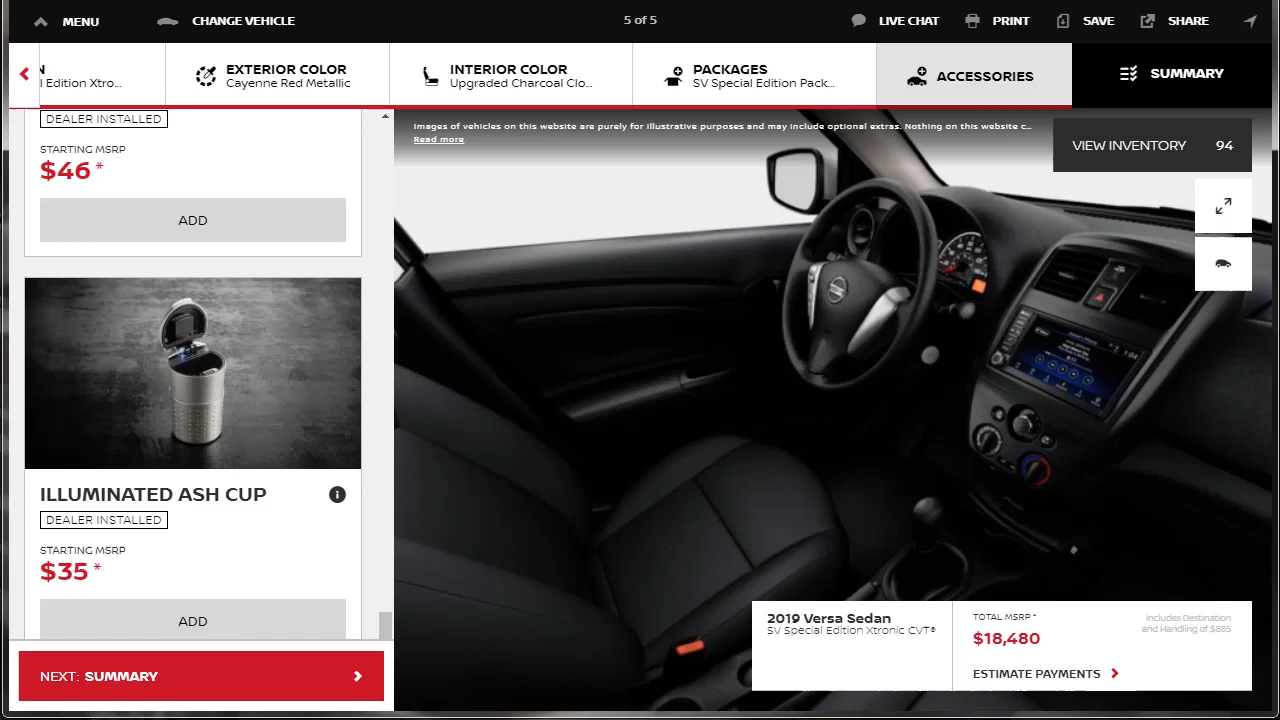 MENU
CHANGE VEHICLE
5 of 5
LIVE CHAT
PRINT
SAVE
SHARE
N
l Edition Xtro...
EXTERIOR COLOR
Cayenne Red Metallic
INTERIOR COLOR
Upgraded Charcoal Clo...
PACKAGES
SV Special Edition Pack...
ACCESSORIES
SUMMARY
DEALER INSTALLED
STARTING MSRP
$46 *
ADD
ILLUMINATED ASH CUP
DEALER INSTALLED
STARTING MSRP
$35 *
ADD
NEXT: SUMMARY
Images of vehicles on this website are purely for illustrative purposes and may include optional extras. Nothing on this website c...
Read more
VIEW INVENTORY 94
2019 Versa Sedan
SV Special Edition Xtronic CVT®
TOTAL MSRP *
$18,480
Includes Destination
and Handling of $885
ESTIMATE PAYMENTS